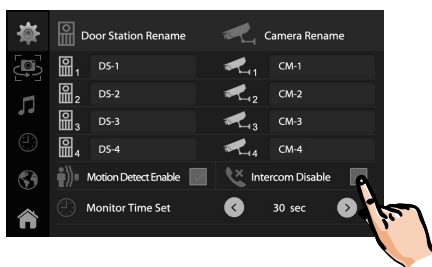 Door Station Rename Camera Rename
1 DS-1 1 CM-1
2 DS-2 2 CM-2
3 DS-3 3 CM-3
4 DS-4 4 CM-4
Motion Detect Enable Intercom Disable
Monitor Time Set < 30 sec >